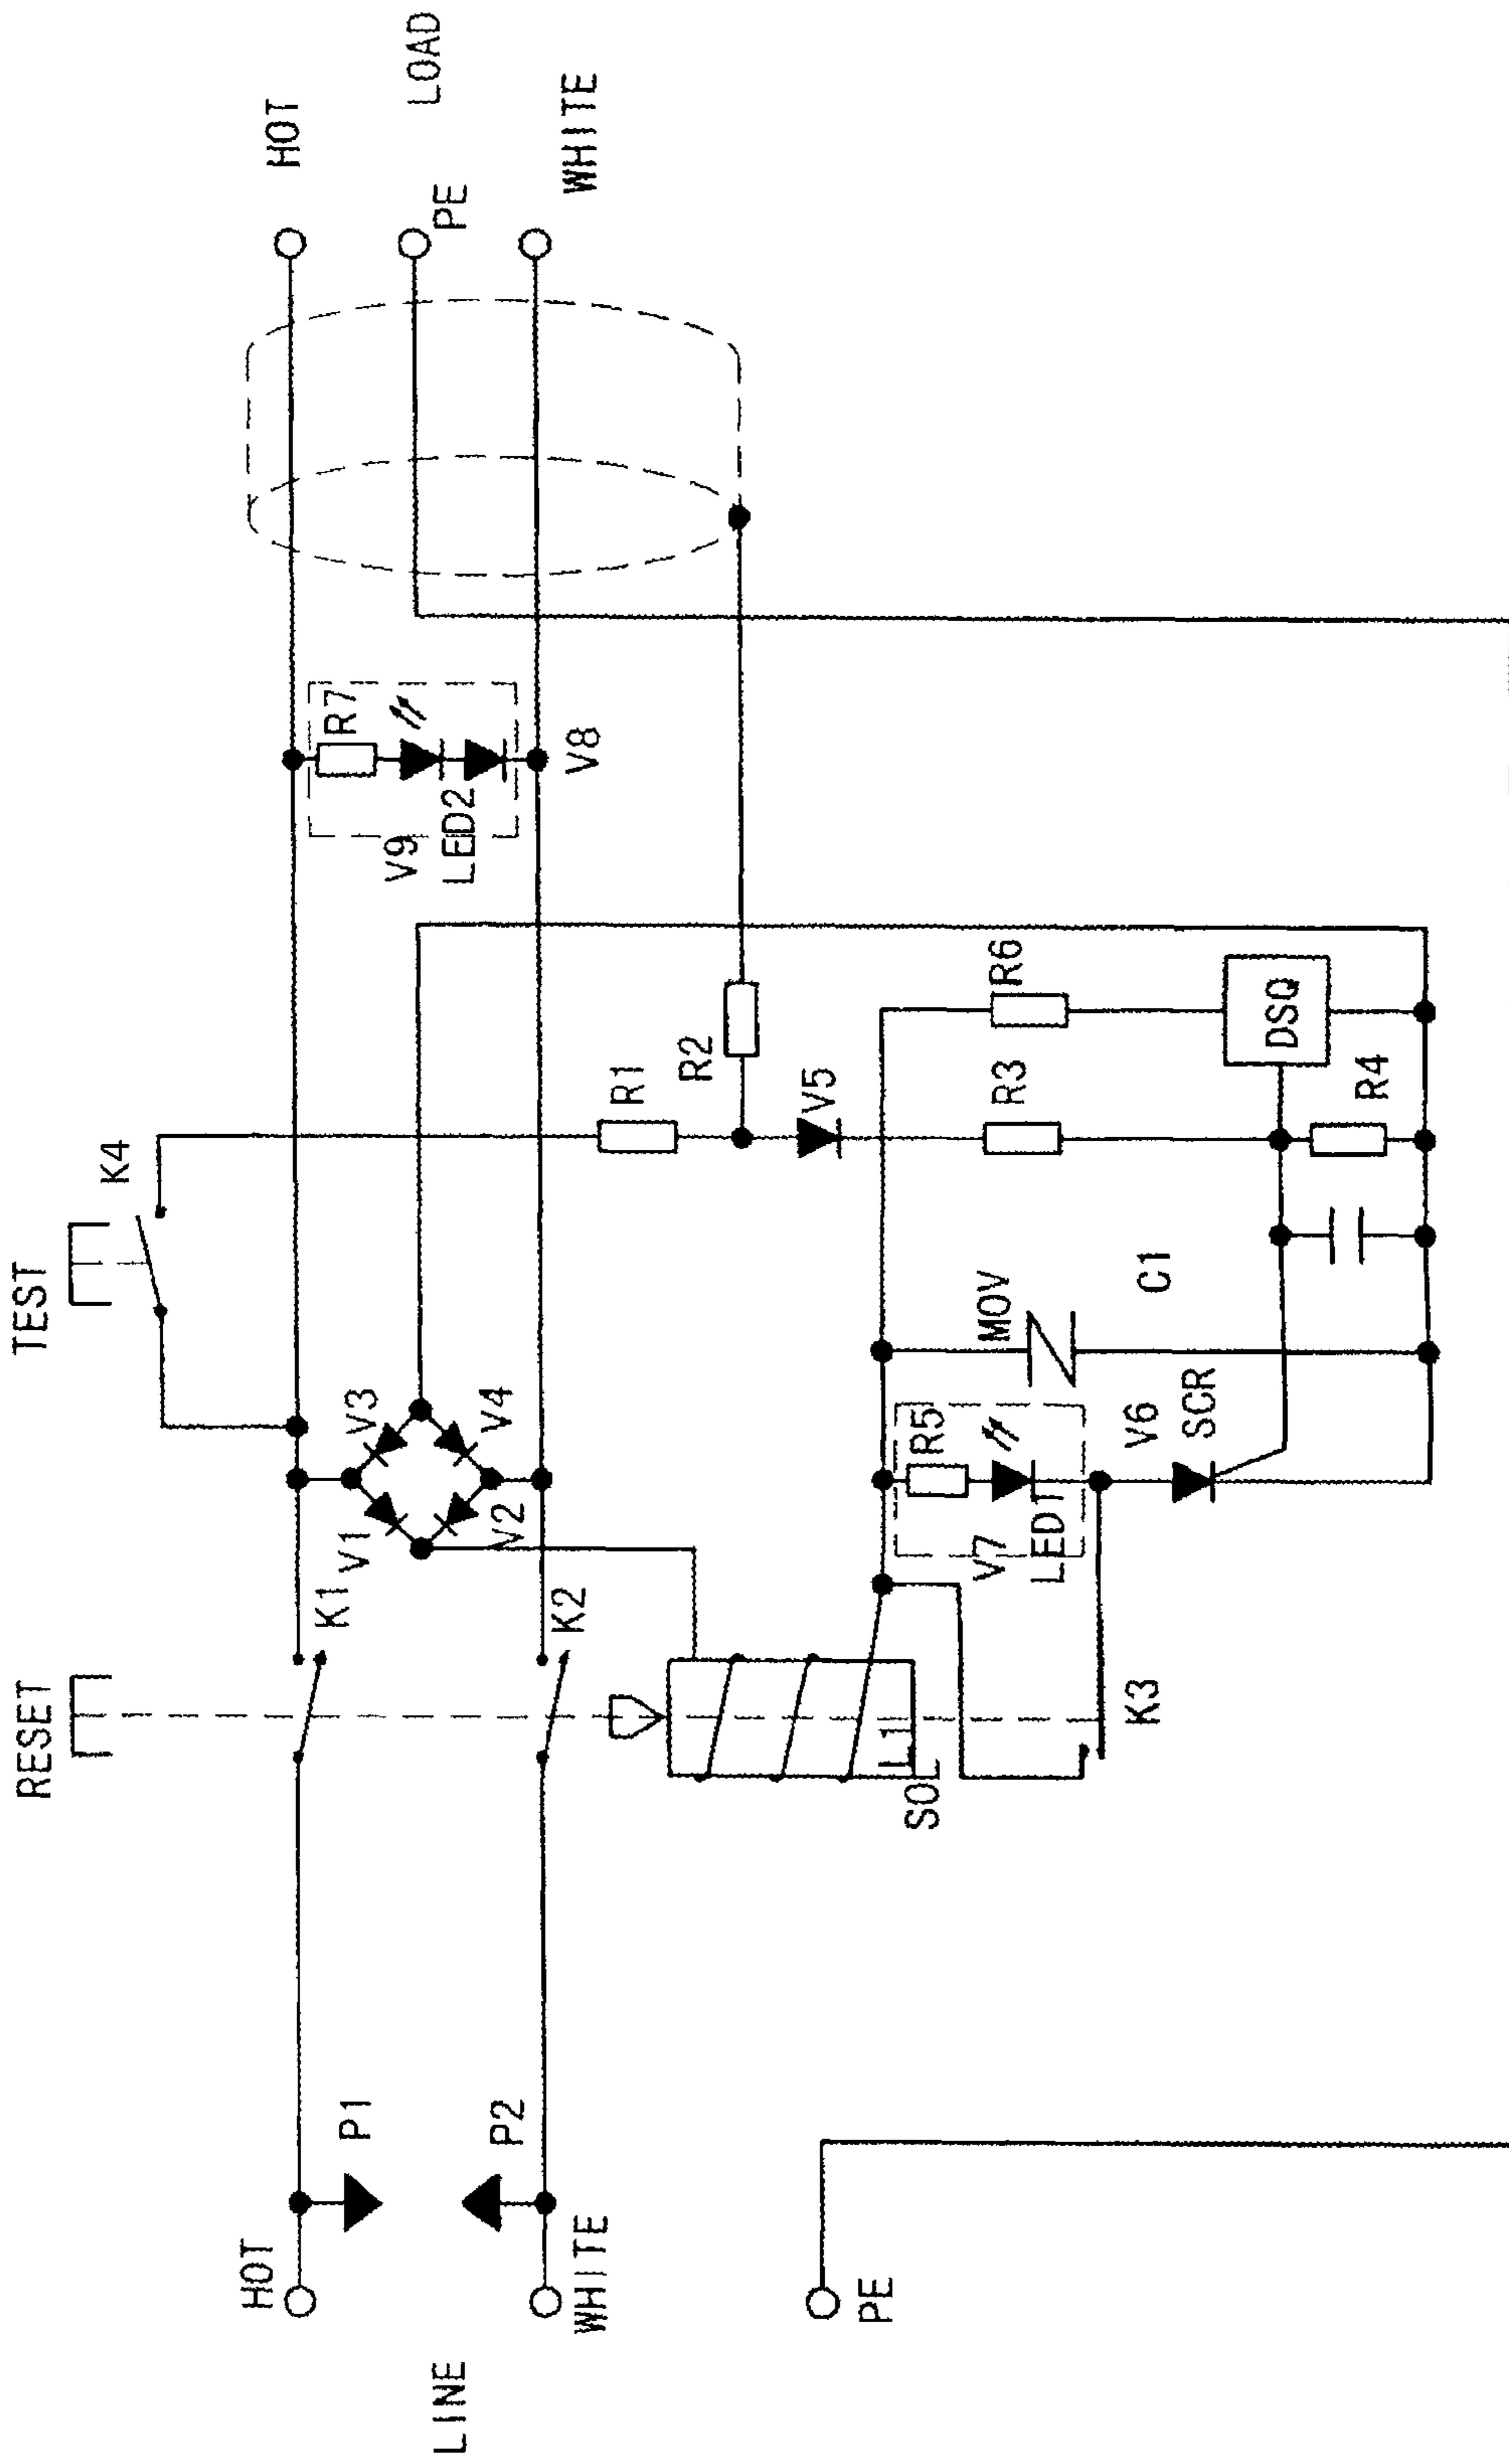 HOT
LOAD
PE
WHITE
R7
V9
LED2
V8
TEST
K4
R1
R2
V5
R6
R3
DSQ
R4
V3
V4
V1
V2
MOV
C1
R5
V7
LED1
V6
SCR
RESET
K1
K2
L1
SOL
K3
P1
P2
HOT
WHITE
LINE
PE